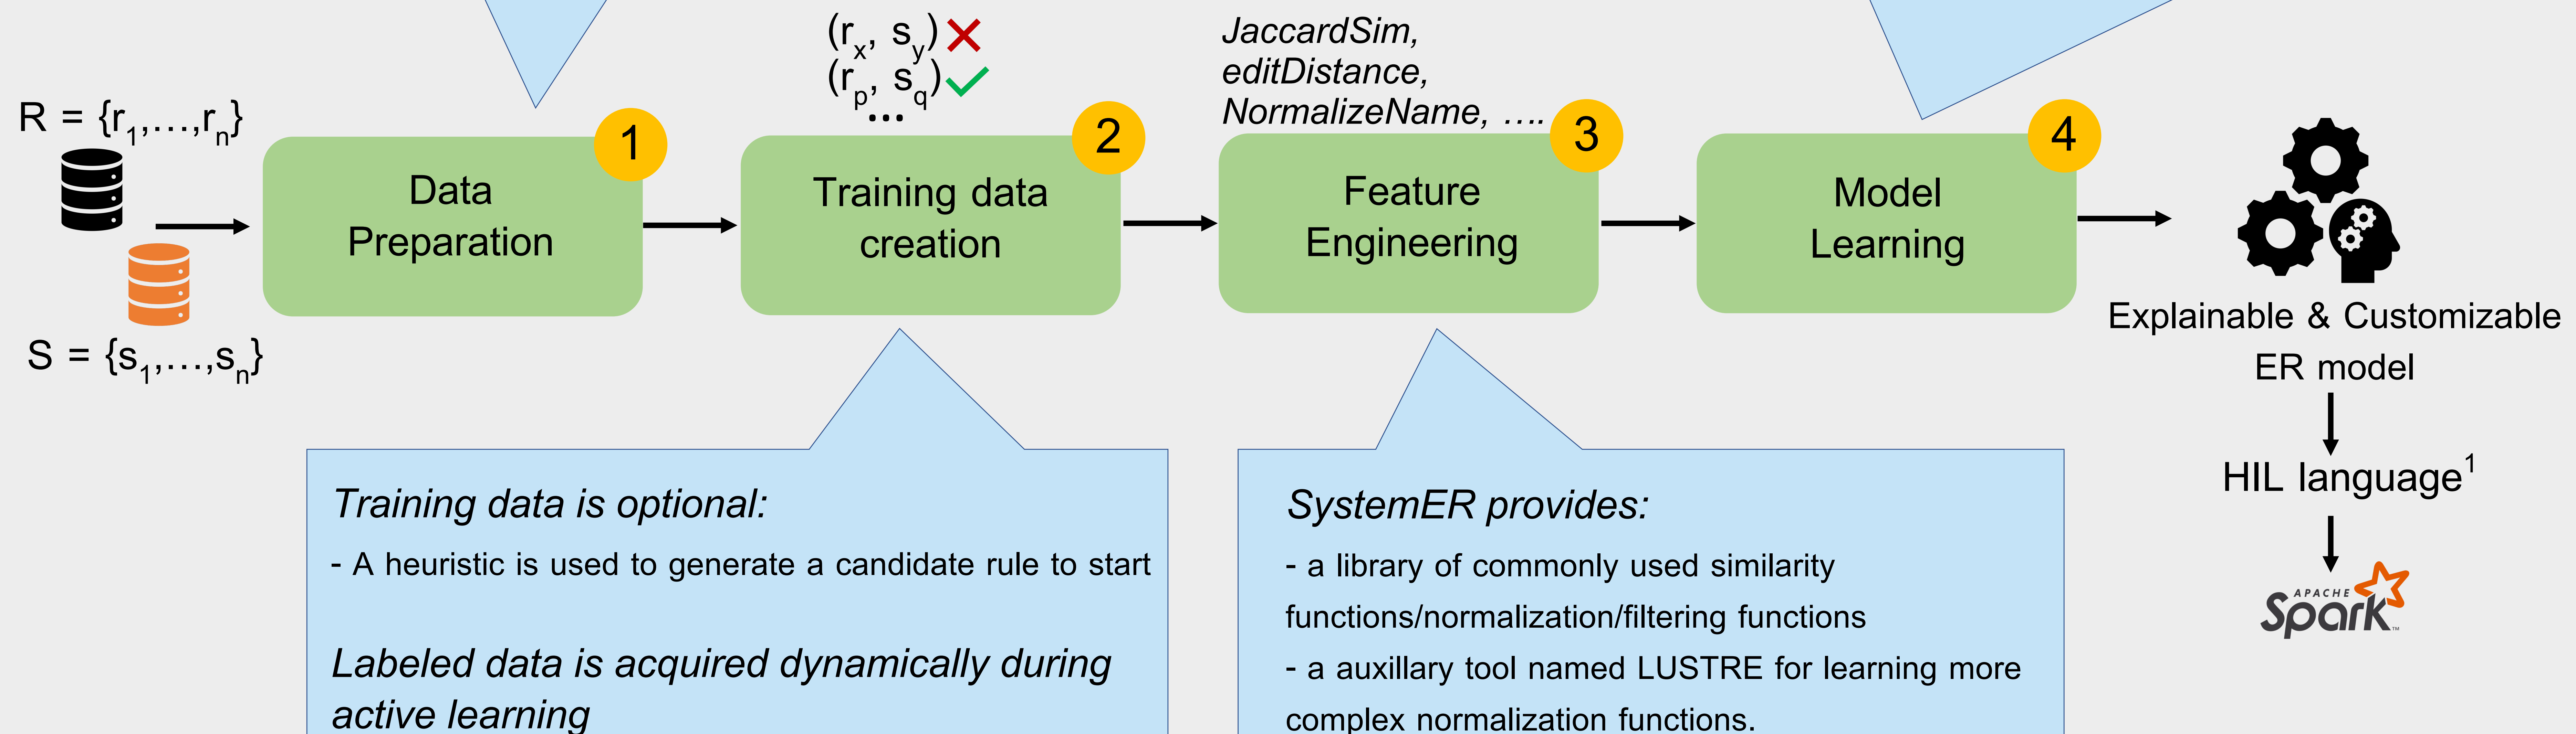 R = {r1,…,rn}
S = {s1,…,sn}
1
Data
Preparation
(rx, sy)
(rp, sq)
...
2
Training data
creation
JaccardSim,
editDistance,
NormalizeName, ….
3
Feature
Engineering
4
Model
Learning
Explainable & Customizable
ER model
HIL language1
APACHE
Spark™
Training data is optional:
- A heuristic is used to generate a candidate rule to start
Labeled data is acquired dynamically during
active learning
SystemER provides:
- a library of commonly used similarity
functions/normalization/filtering functions
- a auxillary tool named LUSTRE for learning more
complex normalization functions.